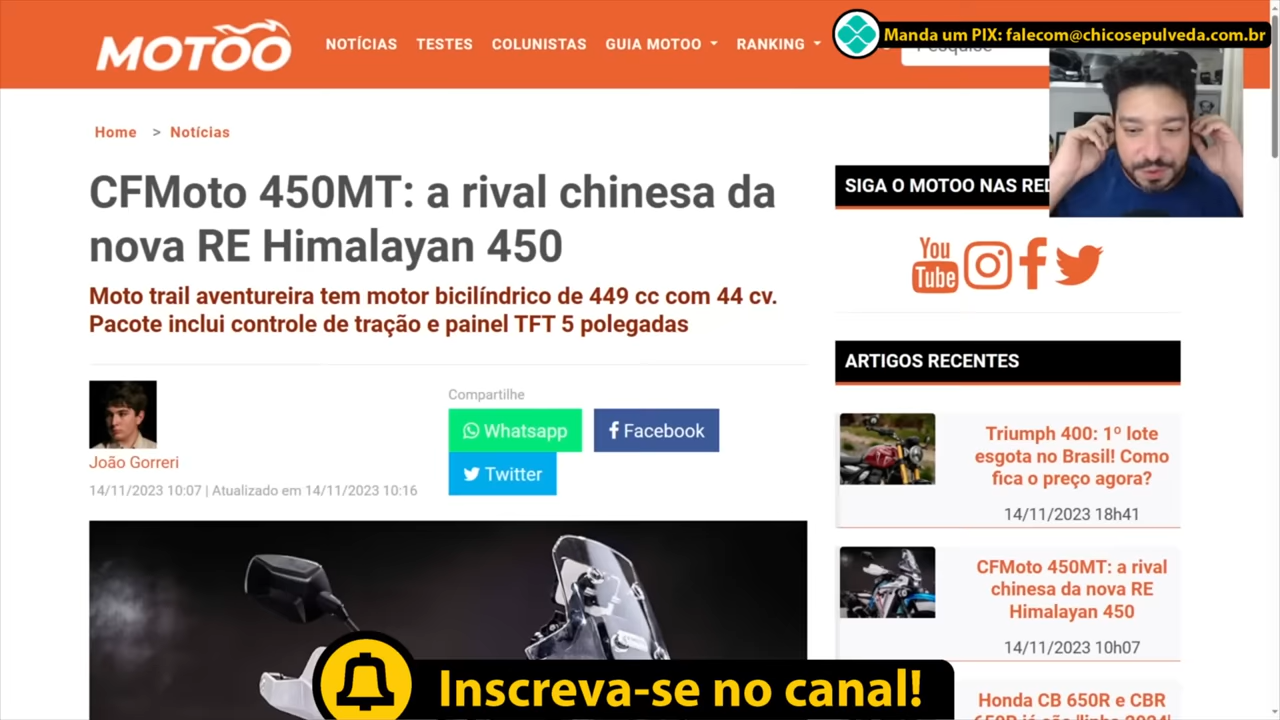 MOTOO
NOTÍCIAS
TESTES
COLUNISTAS
GUIA MOTOO
RANKING
Manda um PIX: falecom@chicosepulveda.com.br
Home > Notícias
CFMoto 450MT: a rival chinesa da
nova RE Himalayan 450
Moto trail aventureira tem motor bicilíndrico de 449 cc com 44 cv.
Pacote inclui controle de tração e painel TFT 5 polegadas
João Gorreri
14/11/2023 10:07 | Atualizado em 14/11/2023 10:16
Compartilhe
Whatsapp
Facebook
Twitter
SIGA O MOTOO NAS RED
You
Tube
ARTIGOS RECENTES
Triumph 400: 1º lote
esgota no Brasil! Como
fica o preço agora?
14/11/2023 18h41
CFMoto 450MT: a rival
chinesa da nova RE
Himalayan 450
14/11/2023 10h07
Honda CB 650R e CBR
Inscreva-se no canal!